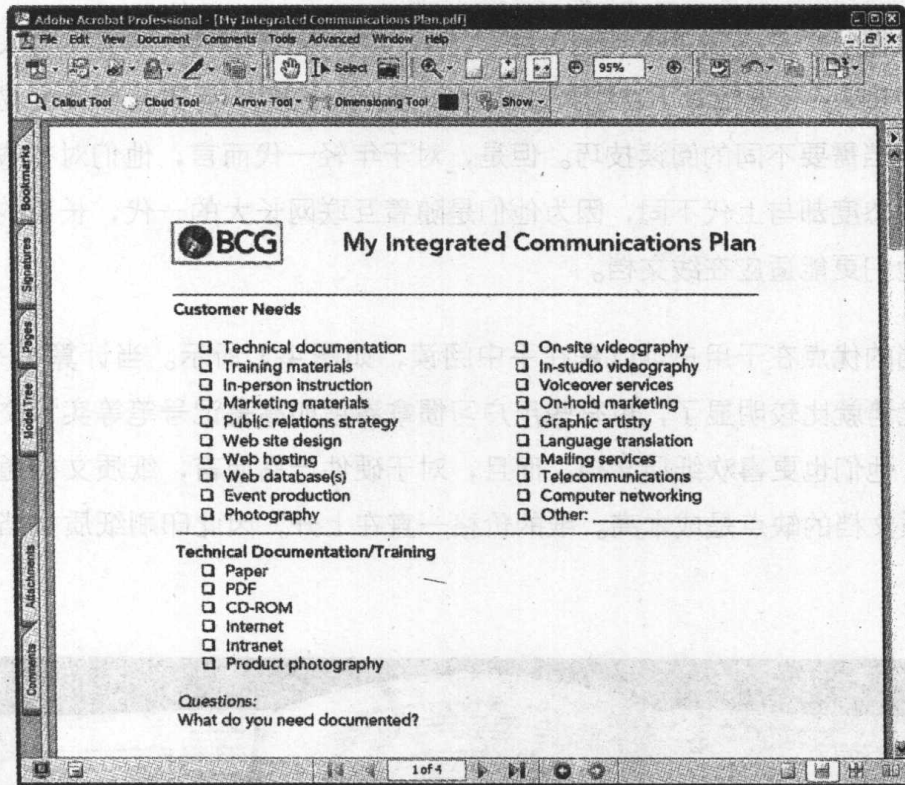 Adobe Acrobat Professional - [My Integrated Communications Plan.pdf]
File Edit View Document Comments Tools Advanced Window Help
Select 95%
Callout Tool Cloud Tool Arrow Tool Dimensioning Tool Show
Bookmarks
Signatures
Pages
Model Tree
Attachments
Comments
BCG My Integrated Communications Plan
Customer Needs
Technical documentation
Training materials
In-person instruction
Marketing materials
Public relations strategy
Web site design
Web hosting
Web database(s)
Event production
Photography
On-site videography
In-studio videography
Voiceover services
On-hold marketing
Graphic artistry
Language translation
Mailing services
Telecommunications
Computer networking
Other:
Technical Documentation/Training
Paper
PDF
CD-ROM
Internet
Intranet
Product photography
Questions:
What do you need documented?
1 of 4